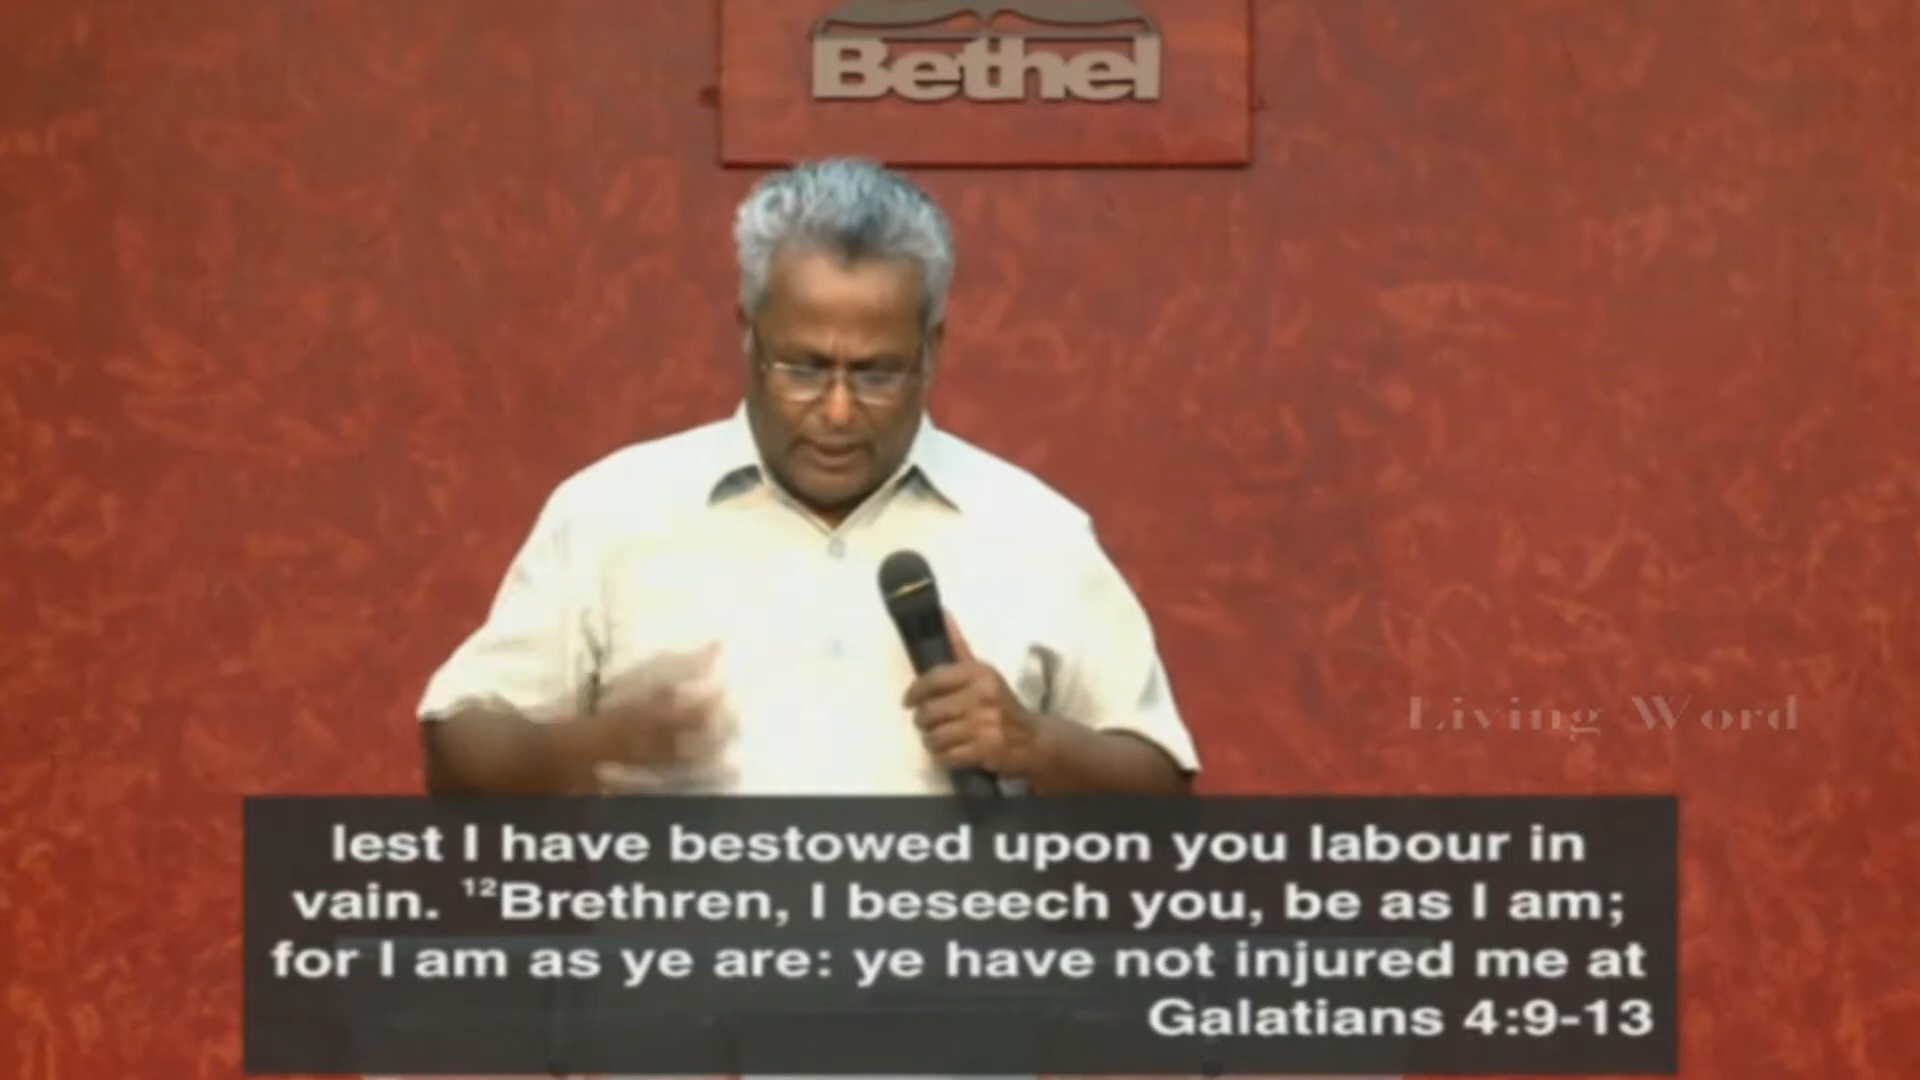 Bethel
Living Word
lest I have bestowed upon you labour in
vain. ¹²Brethren, I beseech you, be as I am;
for I am as ye are: ye have not injured me at
Galatians 4:9-13